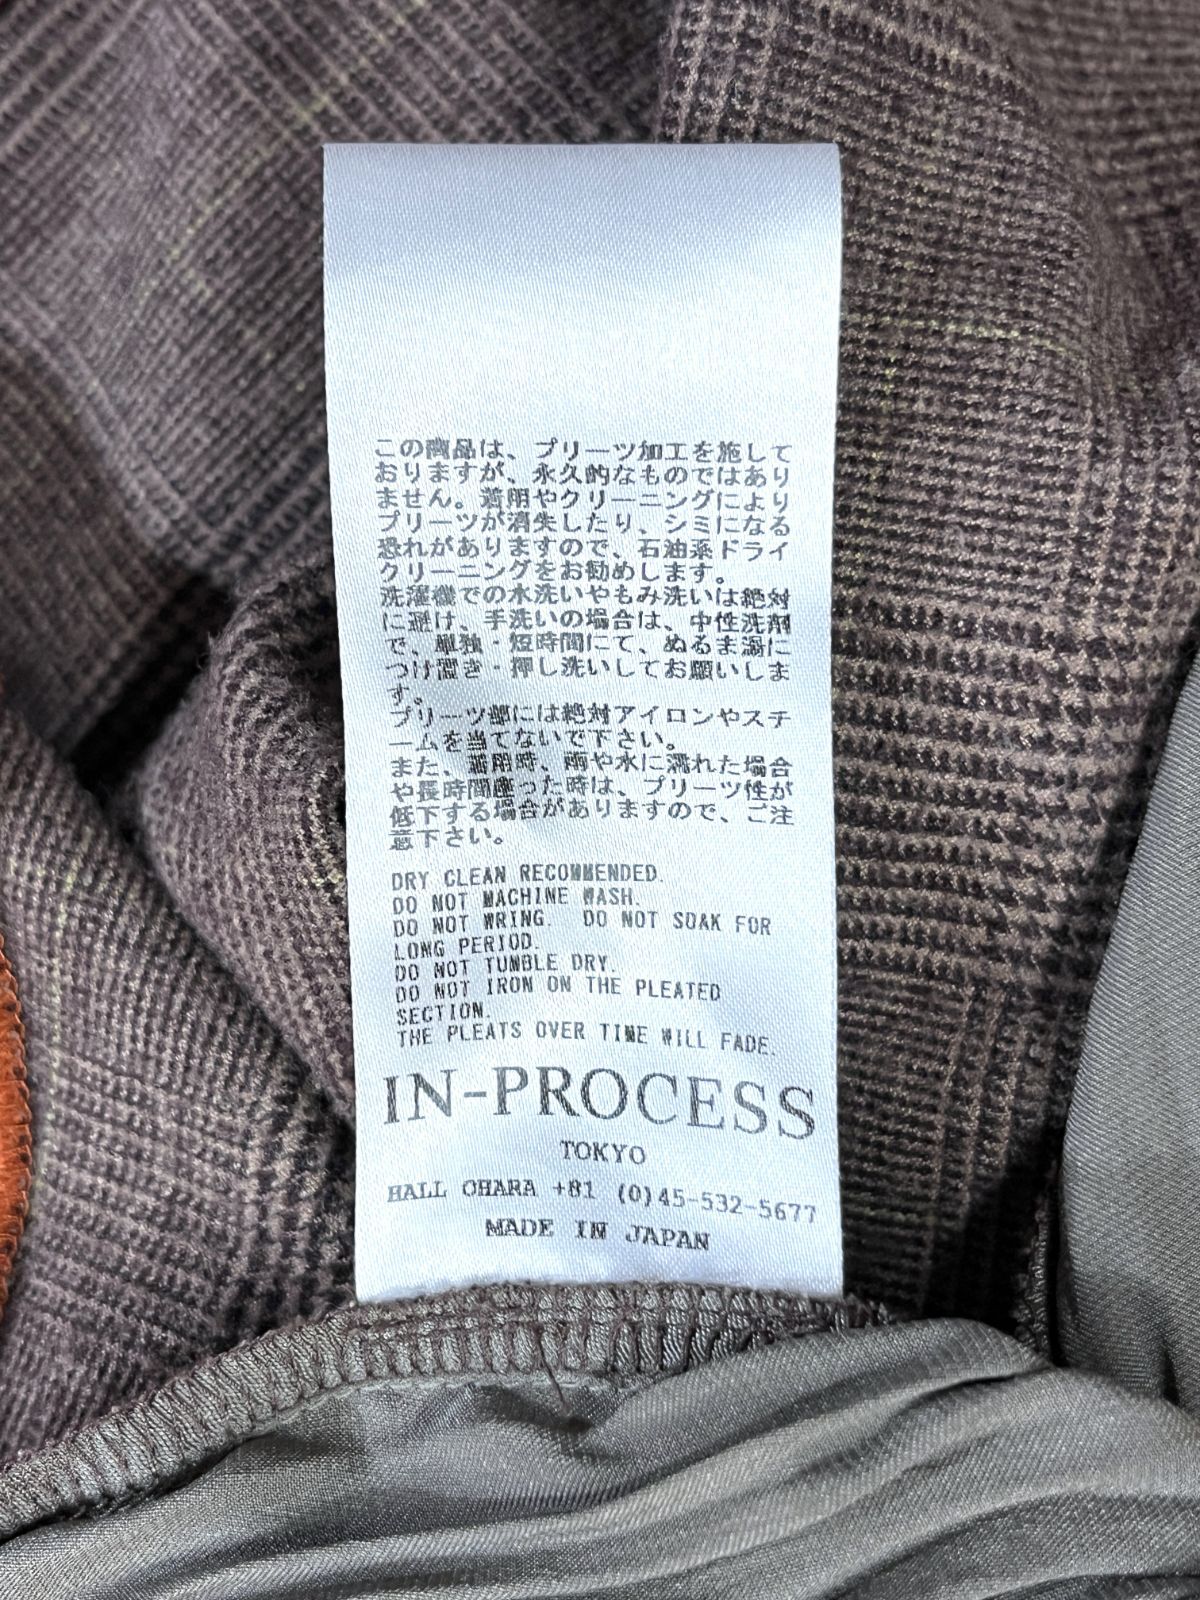 この商品は、プリーツ加工を施して
おりますが、永久的なものではあり
ません。着用やクリーニングにより
プリーツが消失したり、シミになる
恐れがありますので、石油系ドライ
クリーニングをお勧めします。
洗濯機での水洗いやもみ洗いは絶対
に避け、手洗いの場合は、中性洗剤
で、単独・短時間にて、ぬるま湯に
つけ置き・押し洗いしてお願いしま
す。
プリーツ部には絶対アイロンやスチ
ームを当てないで下さい。
また、着用時、雨や水に濡れた場合
や長時間座った時は、プリーツ性が
低下する場合がありますので、ご注
意下さい。
DRY CLEAN RECOMMENDED.
DO NOT MACHINE WASH.
DO NOT WRING. DO NOT SOAK FOR
LONG PERIOD.
DO NOT TUMBLE DRY.
DO NOT IRON ON THE PLEATED
SECTION.
THE PLEATS OVER TIME WILL FADE.
IN-PROCESS
TOKYO
HALL OHARA +81 (0)45-532-5677
MADE IN JAPAN